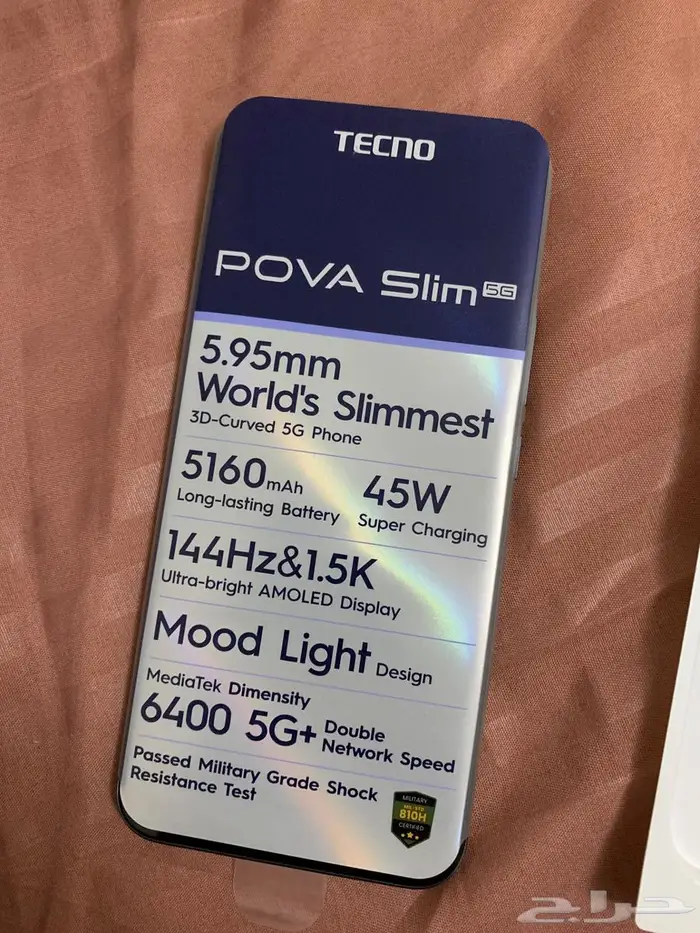 TECNO
POVA Slim 5G
5.95mm
World's Slimmest
3D-Curved 5G Phone
5160mAh
Long-lasting Battery
45W
Super Charging
144Hz&1.5K
Ultra-bright AMOLED Display
Mood Light Design
MediaTek Dimensity
6400 5G+ Double
Network Speed
Passed Military Grade Shock
Resistance Test
MILITARY
MIL-STD
810H
CERTIFIED
حراج